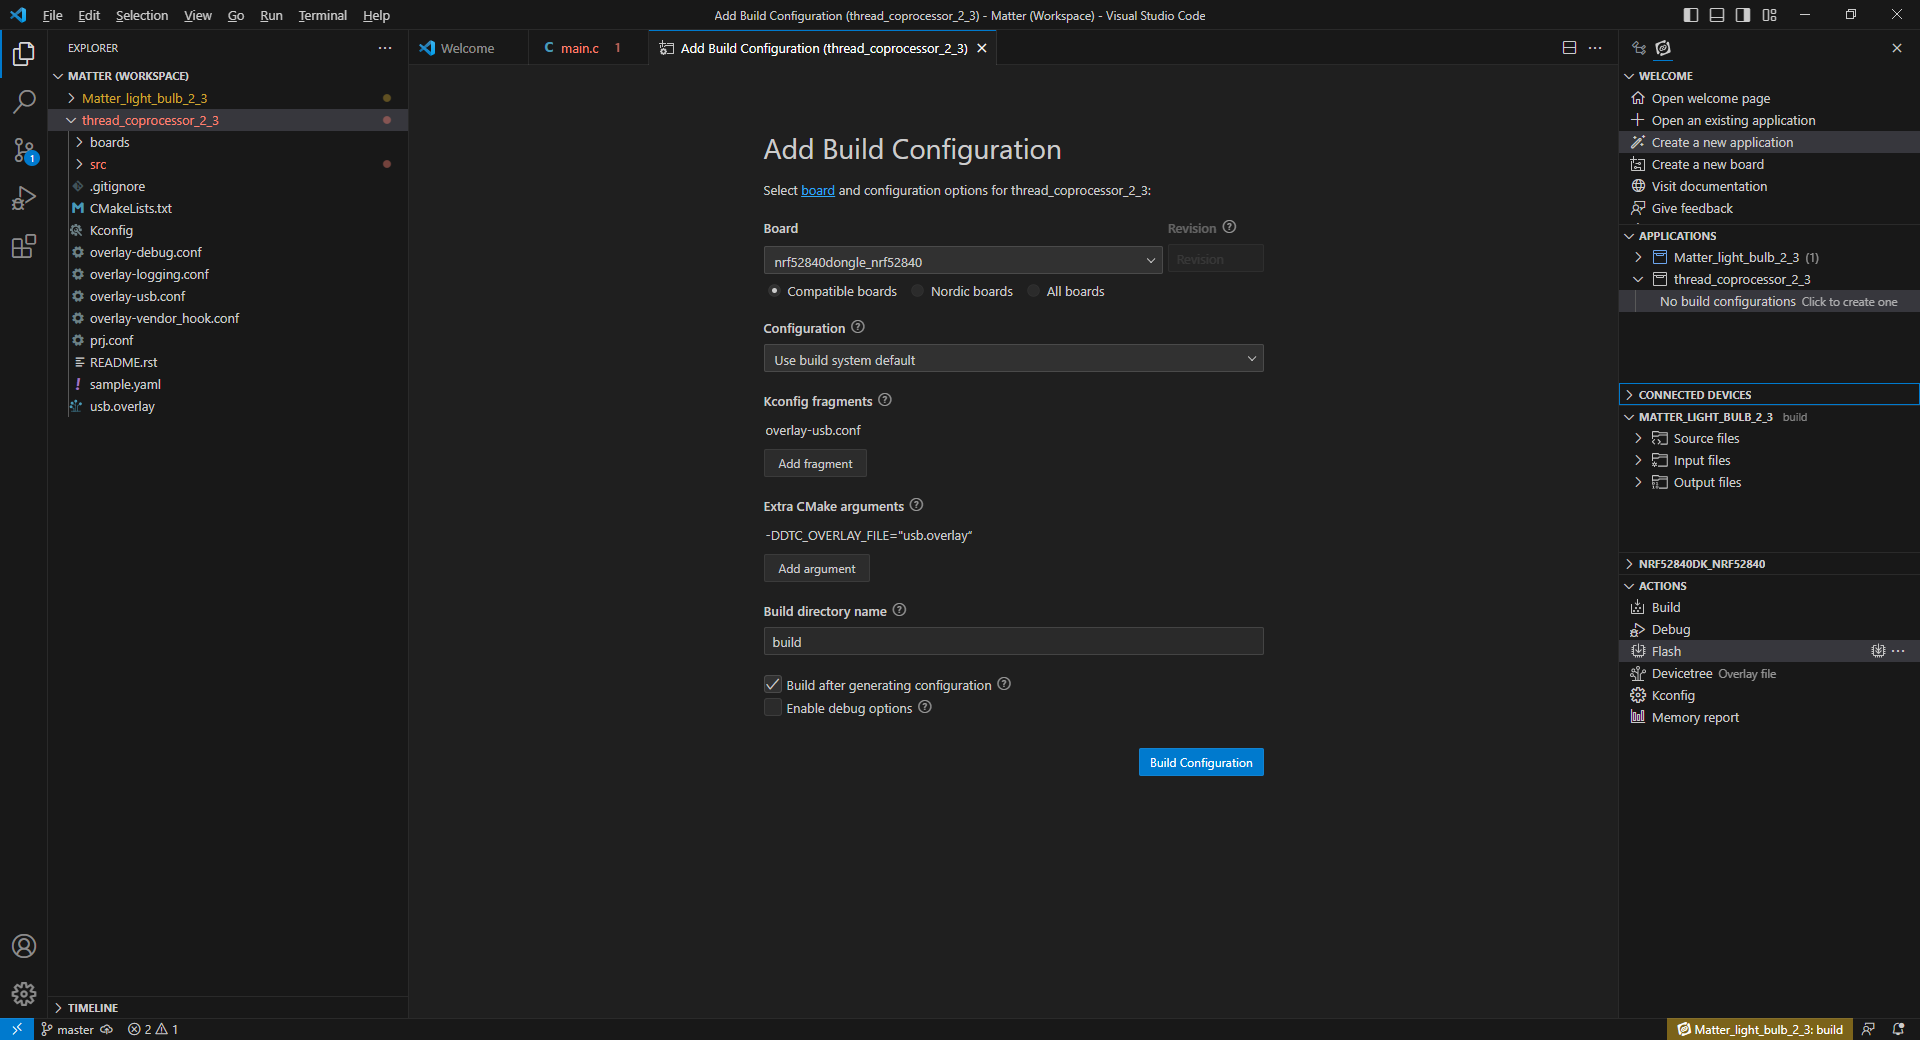 File Edit Selection View Go Run Terminal Help
Add Build Configuration (thread_coprocessor_2_3) - Matter (Workspace) - Visual Studio Code
EXPLORER
MATTER (WORKSPACE)
Matter_light_bulb_2_3
thread_coprocessor_2_3
boards
src
.gitignore
CMakeLists.txt
Kconfig
overlay-debug.conf
overlay-logging.conf
overlay-usb.conf
overlay-vendor_hook.conf
prj.conf
README.rst
sample.yaml
usb.overlay
TIMELINE
Welcome
C main.c 1
Add Build Configuration (thread_coprocessor_2_3)
Add Build Configuration
Select board and configuration options for thread_coprocessor_2_3:
Board
Revision
nrf52840dongle_nrf52840
Revision
Compatible boards
Nordic boards
All boards
Configuration
Use build system default
Kconfig fragments
overlay-usb.conf
Add fragment
Extra CMake arguments
-DDTC_OVERLAY_FILE="usb.overlay"
Add argument
Build directory name
build
Build after generating configuration
Enable debug options
Build Configuration
WELCOME
Open welcome page
Open an existing application
Create a new application
Create a new board
Visit documentation
Give feedback
APPLICATIONS
Matter_light_bulb_2_3 (1)
thread_coprocessor_2_3
No build configurations Click to create one
CONNECTED DEVICES
MATTER_LIGHT_BULB_2_3 build
Source files
Input files
Output files
NRF52840DK_NRF52840
ACTIONS
Build
Debug
Flash
Devicetree Overlay file
Kconfig
Memory report
1
master
2 1
Matter_light_bulb_2_3: build